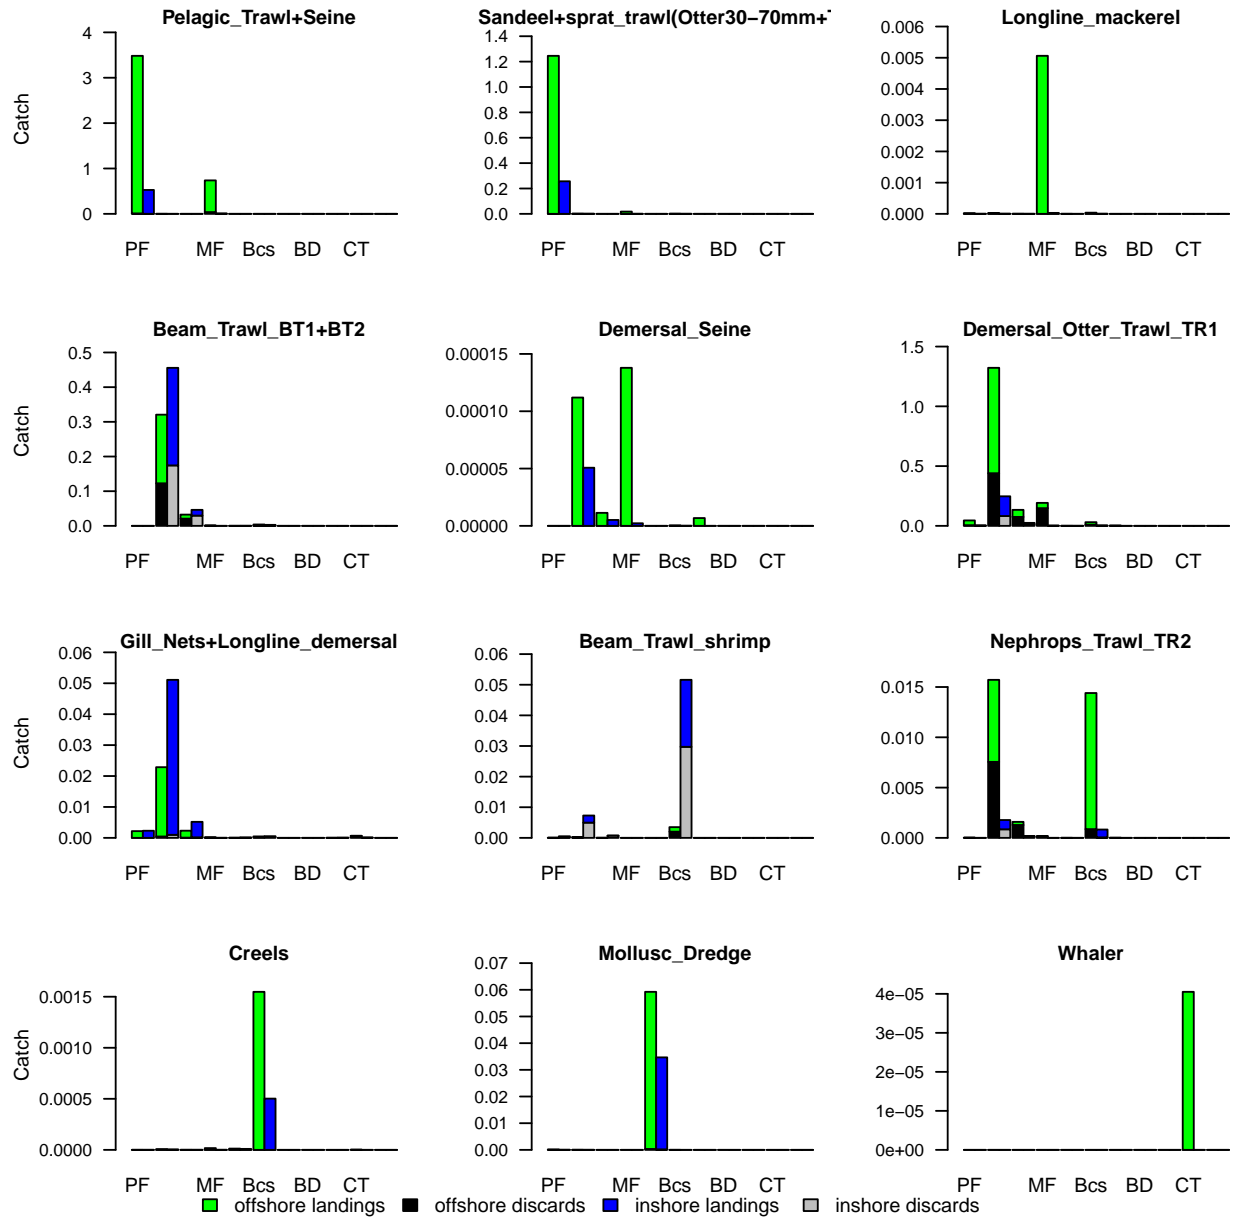 Pelagic_Trawl+Seine
Catch
4
3
2
1
0
PF MF Bcs BD CT
Sandeel+sprat_trawl(Otter30−70mm+T
1.4
1.2
1.0
0.8
0.6
0.4
0.2
0.0
PF MF Bcs BD CT
Longline_mackerel
0.006
0.005
0.004
0.003
0.002
0.001
0.000
PF MF Bcs BD CT
Beam_Trawl_BT1+BT2
Catch
0.5
0.4
0.3
0.2
0.1
0.0
PF MF Bcs BD CT
Demersal_Seine
0.00015
0.00010
0.00005
0.00000
PF MF Bcs BD CT
Demersal_Otter_Trawl_TR1
1.5
1.0
0.5
0.0
PF MF Bcs BD CT
Gill_Nets+Longline_demersal
Catch
0.06
0.05
0.04
0.03
0.02
0.01
0.00
PF MF Bcs BD CT
Beam_Trawl_shrimp
0.06
0.05
0.04
0.03
0.02
0.01
0.00
PF MF Bcs BD CT
Nephrops_Trawl_TR2
0.015
0.010
0.005
0.000
PF MF Bcs BD CT
Creels
Catch
0.0015
0.0010
0.0005
0.0000
PF MF Bcs BD CT
Mollusc_Dredge
0.07
0.06
0.05
0.04
0.03
0.02
0.01
0.00
PF MF Bcs BD CT
Whaler
4e−05
3e−05
2e−05
1e−05
0e+00
PF MF Bcs BD CT
offshore landings offshore discards inshore landings inshore discards